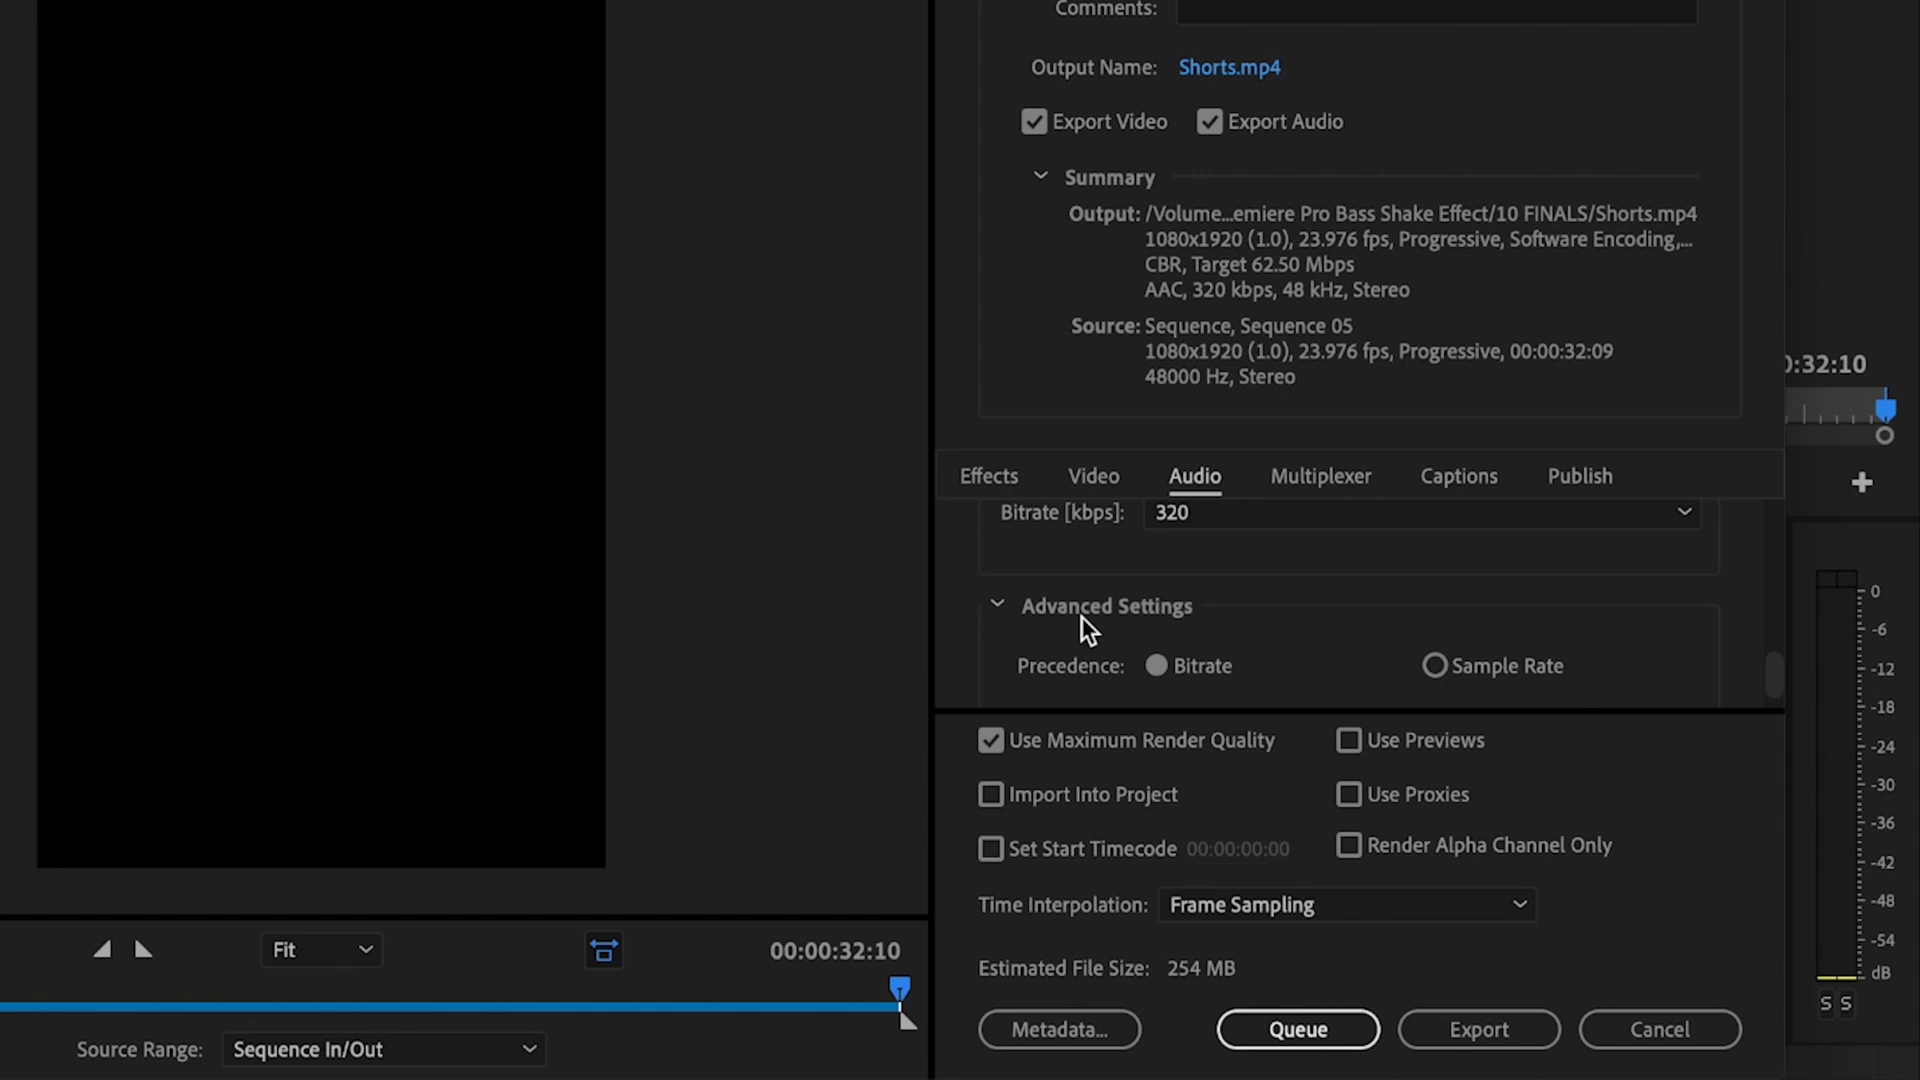 Comments:
Output Name: Shorts.mp4
Export Video Export Audio
Summary
Output: /Volume...emiere Pro Bass Shake Effect/10 FINALS/Shorts.mp4
1080x1920 (1.0), 23.976 fps, Progressive, Software Encoding,...
CBR, Target 62.50 Mbps
AAC, 320 kbps, 48 kHz, Stereo
Source: Sequence, Sequence 05
1080x1920 (1.0), 23.976 fps, Progressive, 00:00:32:09
48000 Hz, Stereo
:32:10
Effects Video Audio Multiplexer Captions Publish
Bitrate [kbps]: 320
Advanced Settings
Precedence: Bitrate Sample Rate
Use Maximum Render Quality Use Previews
Import Into Project Use Proxies
Set Start Timecode 00:00:00:00 Render Alpha Channel Only
Time Interpolation: Frame Sampling
Estimated File Size: 254 MB
Metadata... Queue Export Cancel
Fit 00:00:32:10
Source Range: Sequence In/Out
0
-6
-12
-18
-24
-30
-36
-42
-48
-54
dB
S S